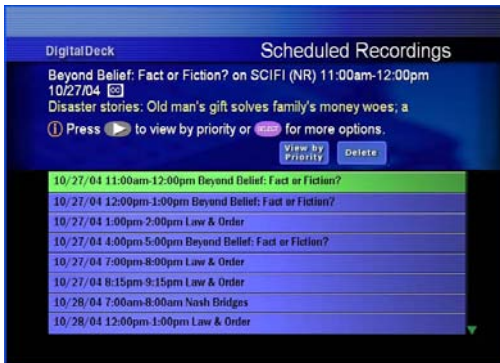 DigitalDeck
Scheduled Recordings
Beyond Belief: Fact or Fiction? on SCIFI (NR) 11:00am-12:00pm
10/27/04 CC
Disaster stories: Old man's gift solves family's money woes; a
Press to view by priority or SELECT for more options.
View by
Priority
Delete
10/27/04 11:00am-12:00pm Beyond Belief: Fact or Fiction?
10/27/04 12:00pm-1:00pm Beyond Belief: Fact or Fiction?
10/27/04 1:00pm-2:00pm Law & Order
10/27/04 4:00pm-5:00pm Beyond Belief: Fact or Fiction?
10/27/04 7:00pm-8:00pm Law & Order
10/27/04 8:15pm-9:15pm Law & Order
10/28/04 7:00am-8:00am Nash Bridges
10/28/04 12:00pm-1:00pm Law & Order